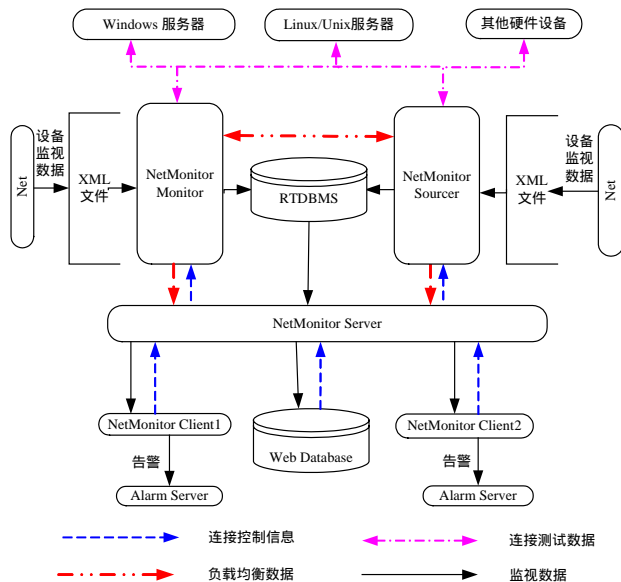 Windows 服务器
Linux/Unix服务器
其他硬件设备
Net
设备
监视
数据
XML
文件
NetMonitor
Monitor
RTDBMS
NetMonitor
Sourcer
XML
文件
设备
监视
数据
Net
NetMonitor Server
NetMonitor Client1
Web Database
NetMonitor Client2
告警
告警
Alarm Server
Alarm Server
连接控制信息
连接测试数据
负载均衡数据
监视数据